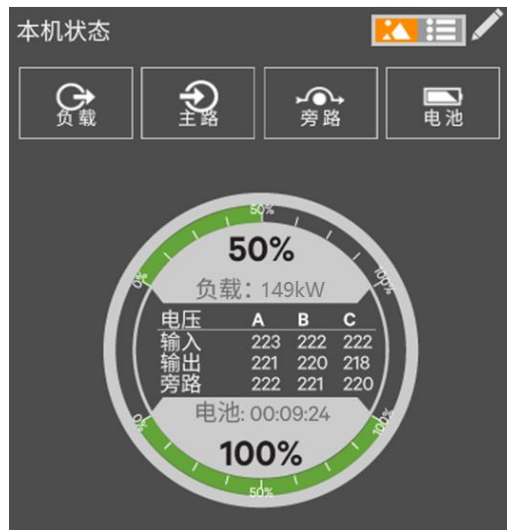 本机状态
负载 主路 旁路 电池
50%
0% 100%
50%
负载: 149kW
电压 A B C
输入 223 222 222
输出 221 220 218
旁路 222 221 220
电池: 00:09:24
0% 100%
100%
50%